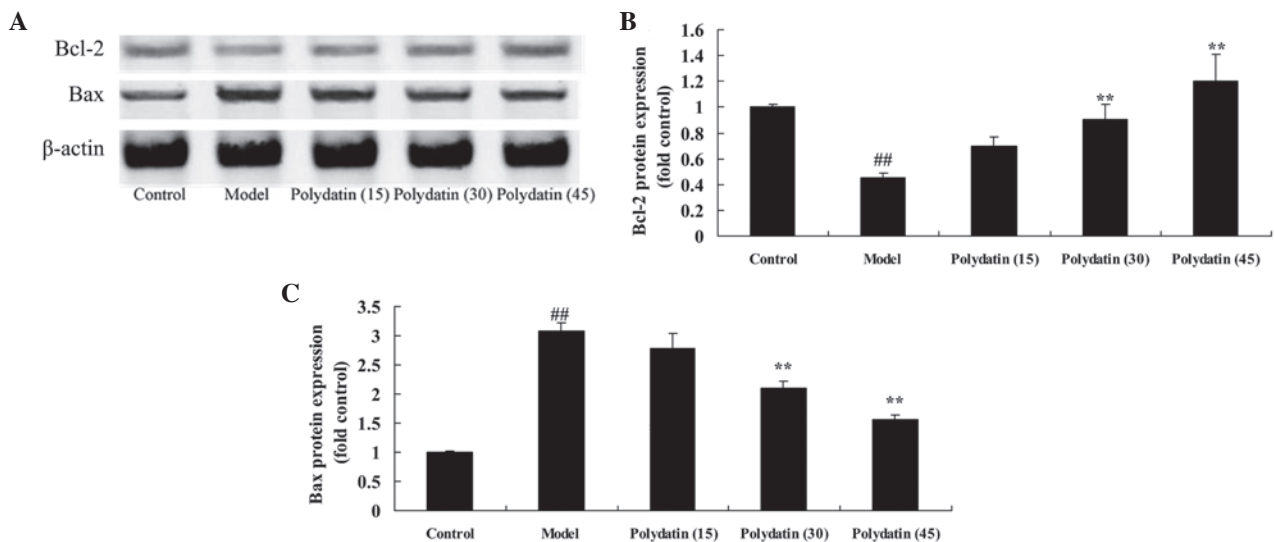 A
Bcl-2
Bax
β-actin
Control Model Polydatin (15) Polydatin (30) Polydatin (45)
B
Bcl-2 protein expression
(fold control)
1.6
1.4
1.2
1
0.8
0.6
0.4
0.2
0
##
**
**
Control Model Polydatin (15) Polydatin (30) Polydatin (45)
C
Bax protein expression
(fold control)
3.5
3
2.5
2
1.5
1
0.5
0
##
**
**
Control Model Polydatin (15) Polydatin (30) Polydatin (45)